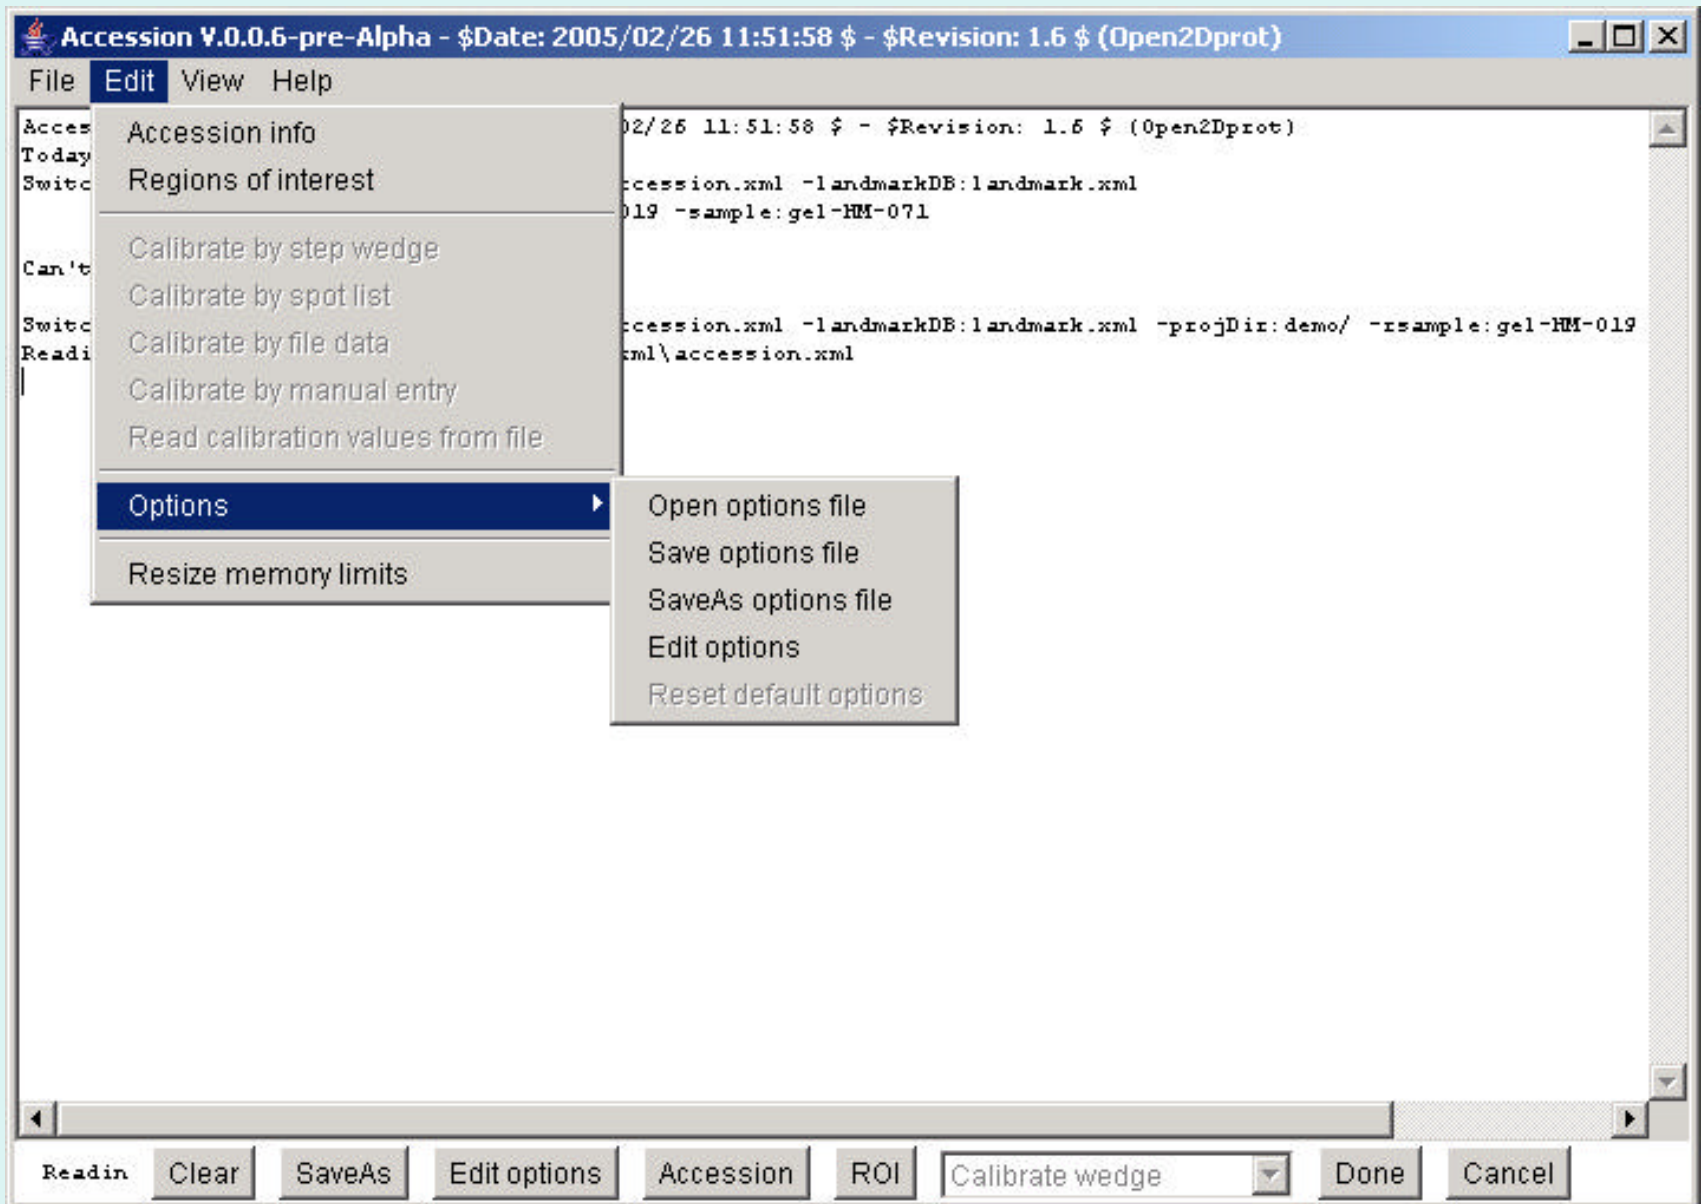 Accession V.0.0.6-pre-Alpha - $Date: 2005/02/26 11:51:58 $ - $Revision: 1.6 $ (Open2Dprot)
File Edit View Help
Acces 02/26 11:51:58 $ - $Revision: 1.6 $ (Open2Dprot)
Today
Switc ccession.xml -landmarkDB:landmark.xml
019 -sample:gel-HM-071
Can't
Switc ccession.xml -landmarkDB:landmark.xml -projDir:demo/ -rsample:gel-HM-019
Readi xml\accession.xml
Accession info
Regions of interest
Calibrate by step wedge
Calibrate by spot list
Calibrate by file data
Calibrate by manual entry
Read calibration values from file
Options
Resize memory limits
Open options file
Save options file
SaveAs options file
Edit options
Reset default options
Readin Clear SaveAs Edit options Accession ROI Calibrate wedge Done Cancel